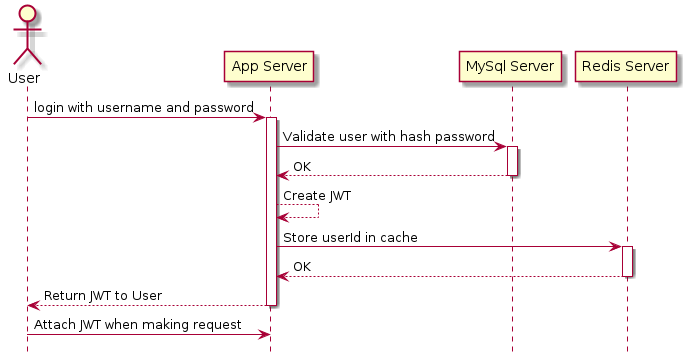 User
App Server
MySql Server
Redis Server
login with username and password
Validate user with hash password
OK
Create JWT
Store userId in cache
OK
Return JWT to User
Attach JWT when making request